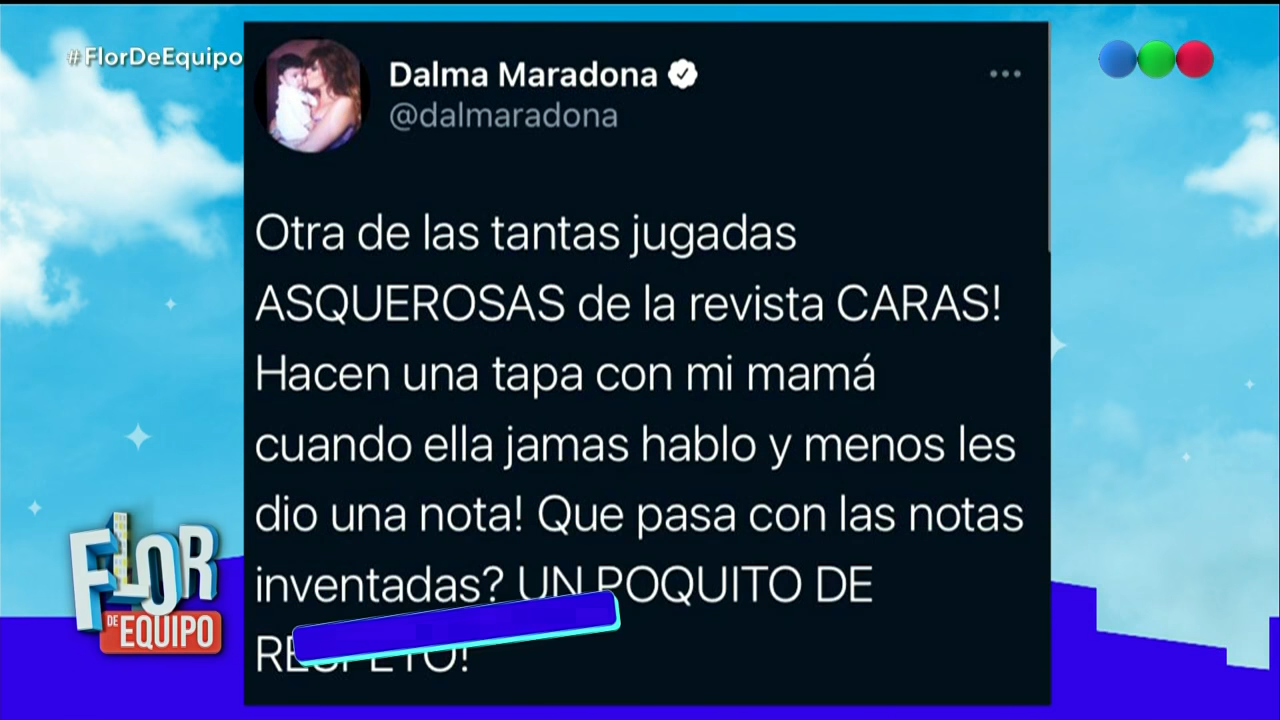 #FlorDeEquipo
Dalma Maradona
@dalmaradona
Otra de las tantas jugadas
ASQUEROSAS de la revista CARAS!
Hacen una tapa con mi mamá
cuando ella jamas hablo y menos les
dio una nota! Que pasa con las notas
inventadas? UN POQUITO DE
RESPETO!
FLOR
DE EQUIPO